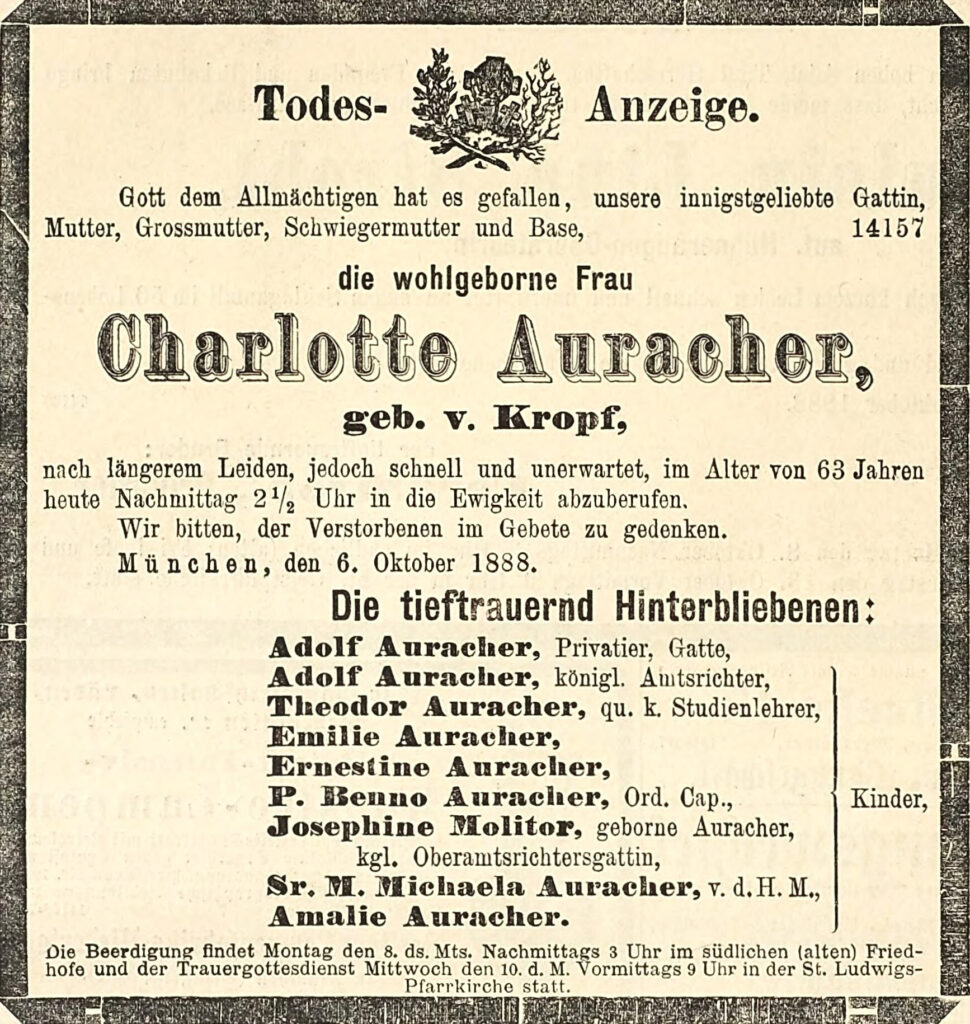 Todes- Anzeige.
Gott dem Allmächtigen hat es gefallen, unsere innigstgeliebte Gattin,
Mutter, Grossmutter, Schwiegermutter und Base, 14157
die wohlgeborne Frau
Charlotte Auracher,
geb. v. Kropf,
nach längerem Leiden, jedoch schnell und unerwartet, im Alter von 63 Jahren
heute Nachmittag 2 1/2 Uhr in die Ewigkeit abzuberufen.
Wir bitten, der Verstorbenen im Gebete zu gedenken.
München, den 6. Oktober 1888.
Die tieftrauernd Hinterbliebenen:
Adolf Auracher, Privatier, Gatte,
Adolf Auracher, königl. Amtsrichter,
Theodor Auracher, qu. k. Studienlehrer,
Emilie Auracher,
Ernestine Auracher,
P. Benno Auracher, Ord. Cap., Kinder,
Josephine Molitor, geborne Auracher,
kgl. Oberamtsrichtersgattin,
Sr. M. Michaela Auracher, v. d. H. M.,
Amalie Auracher.
Die Beerdigung findet Montag den 8. ds. Mts. Nachmittags 3 Uhr im südlichen (alten) Fried-
hofe und der Trauergottesdienst Mittwoch den 10. d. M. Vormittags 9 Uhr in der St. Ludwigs-
Pfarrkirche statt.